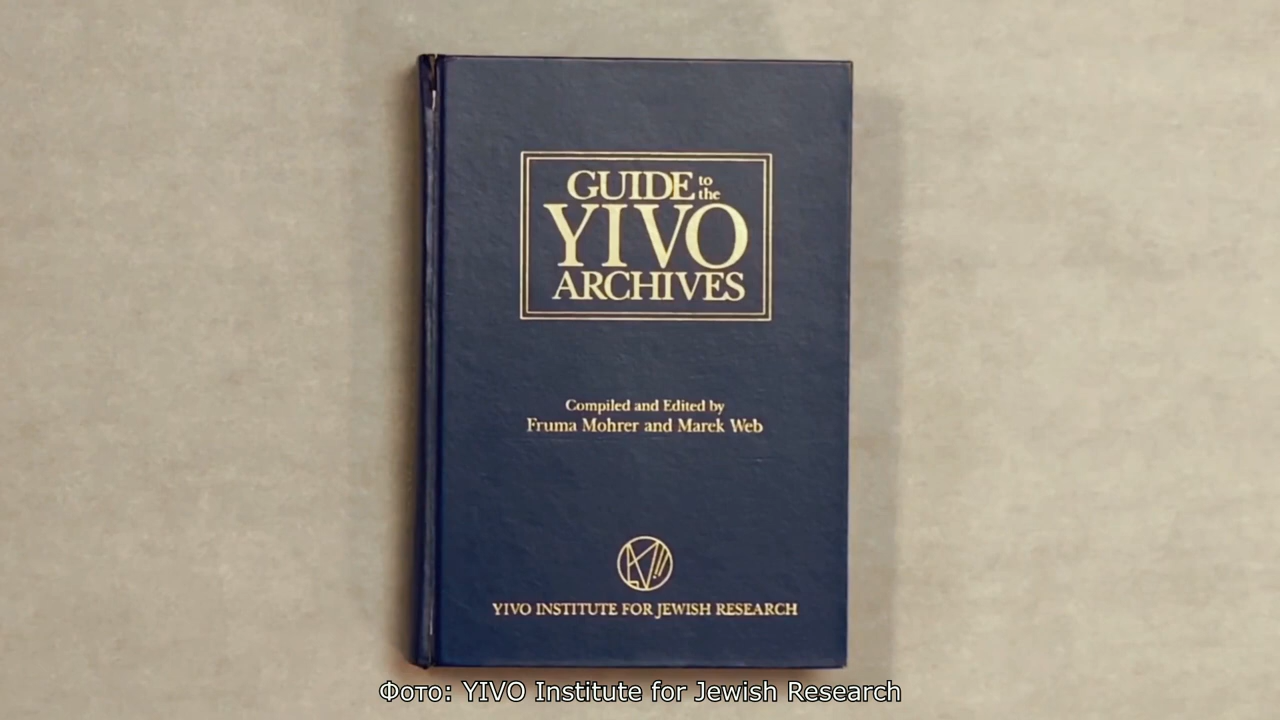 GUIDE to the
YIVO
ARCHIVES
Compiled and Edited by
Fruma Mohrer and Marek Web
YIVO INSTITUTE FOR JEWISH RESEARCH
Фото: YIVO Institute for Jewish Research